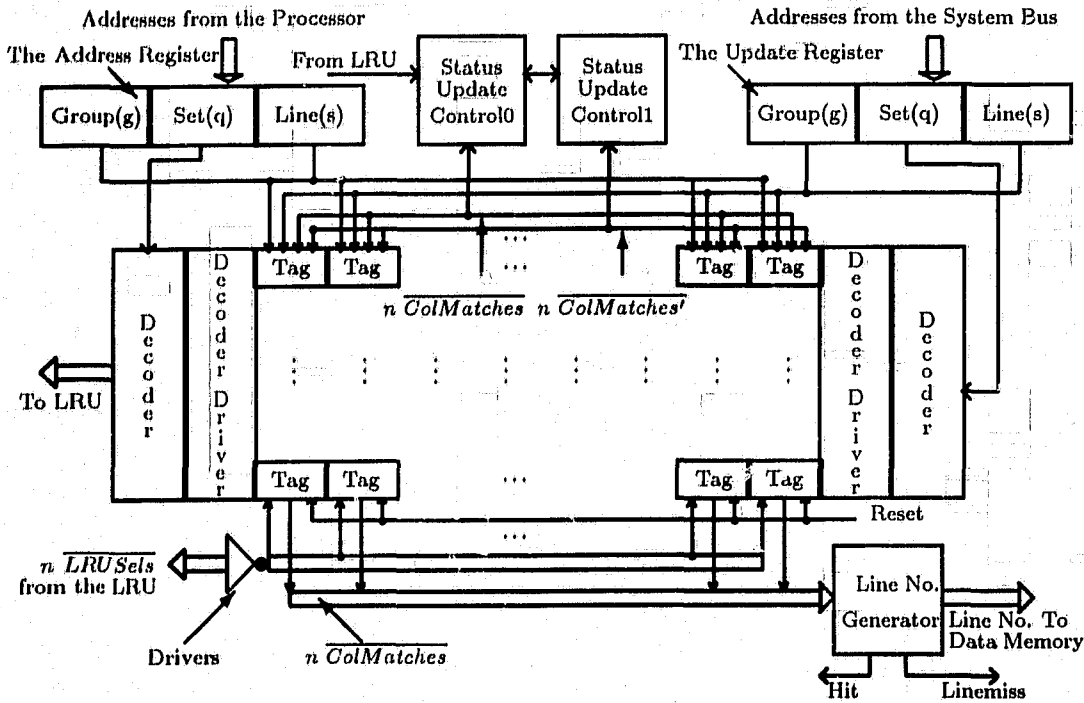 Addresses from the Processor
Addresses from the System Bus
The Address Register
From LRU
The Update Register
Status
Update
Control0
Status
Update
Control1
Group(g)
Set(q)
Line(s)
Group(g)
Set(q)
Line(s)
Tag
Tag
...
...
Tag
Tag
n ColMatches
n ColMatches'
Decoder
Decoder Driver
Decoder Driver
Decoder
To LRU
Tag
Tag
...
Tag
Tag
Reset
...
n LRUSels
from the LRU
Drivers
n ColMatches
Line No.
Generator
Line No. To
Data Memory
Hit
Linemiss